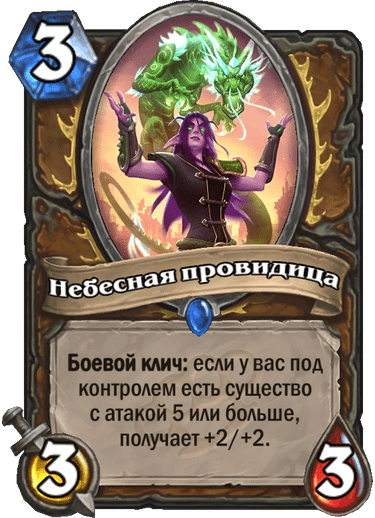 3
Небесная провидица
Боевой клич: если у вас под
контролем есть существо
с атакой 5 или больше,
получает +2/+2.
3
3